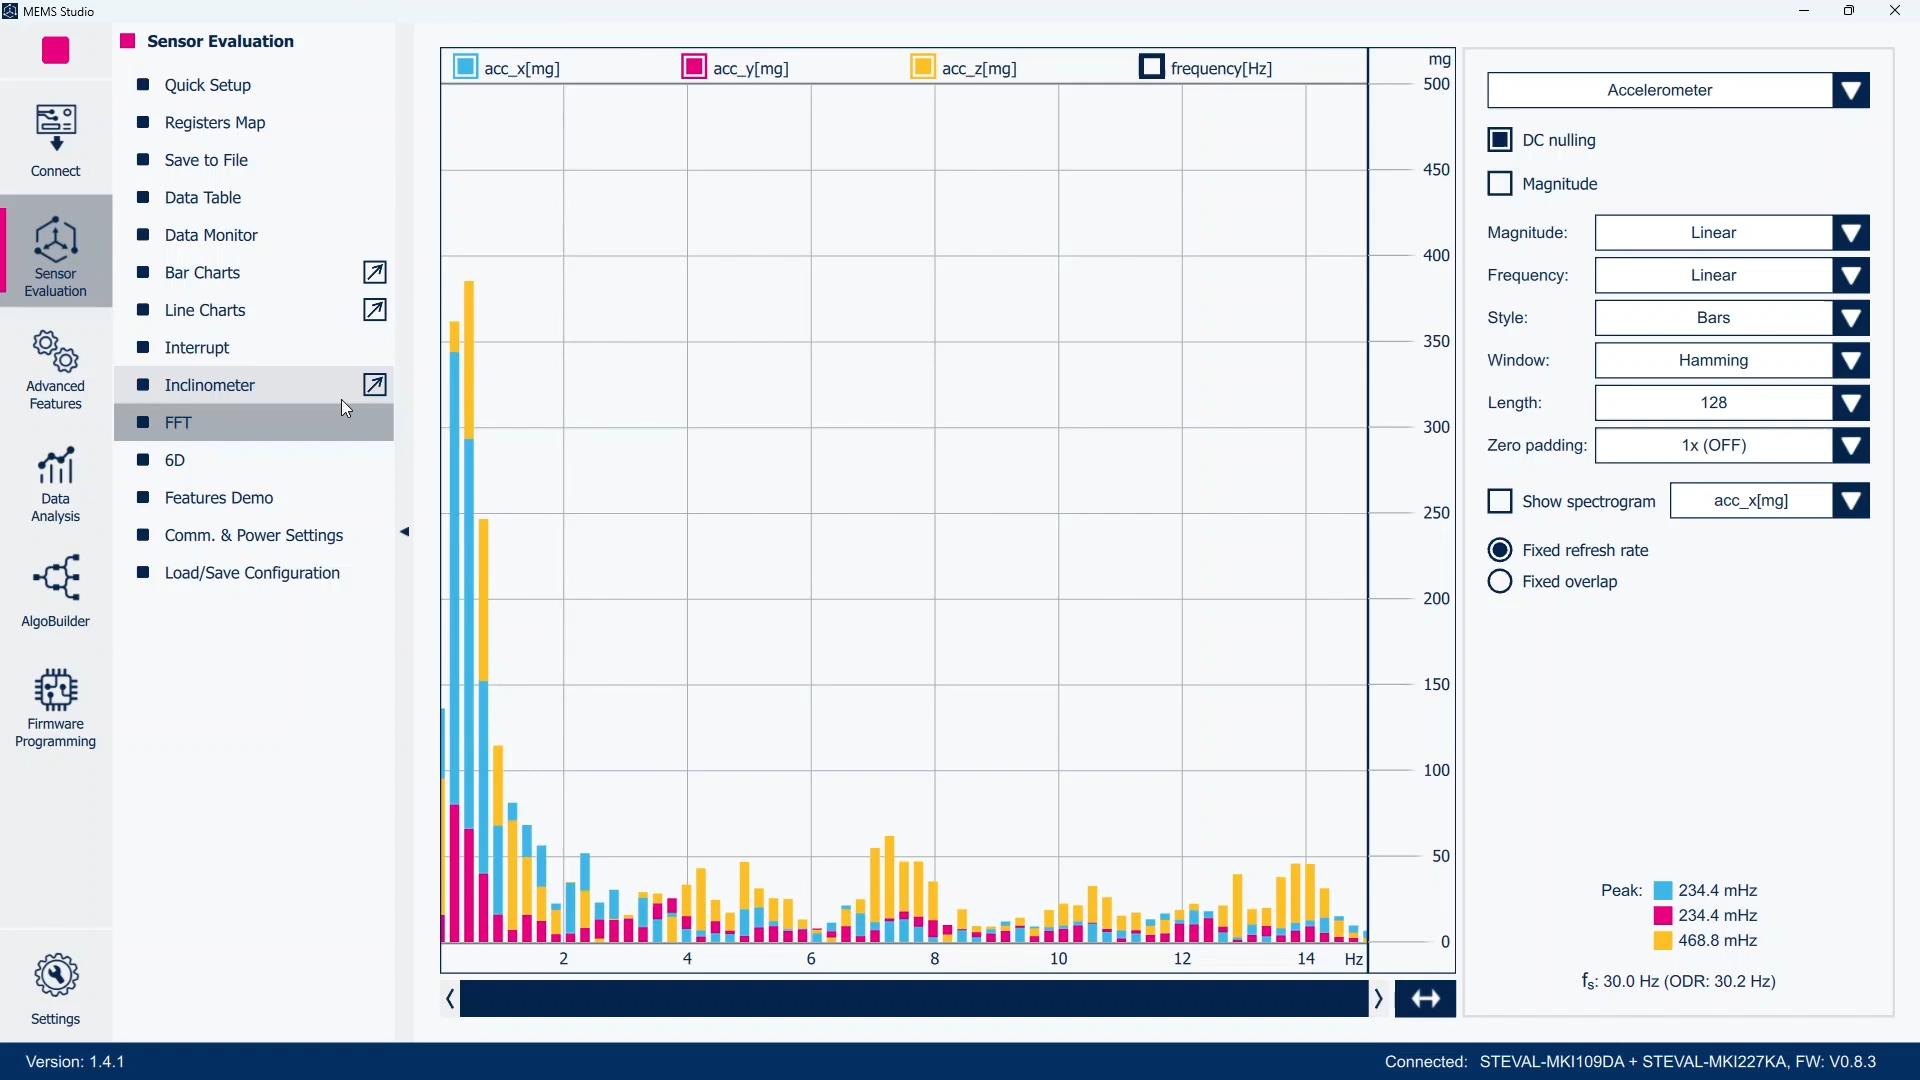 MEMS Studio
Sensor Evaluation
Connect
Sensor
Evaluation
Advanced
Features
Data
Analysis
AlgoBuilder
Firmware
Programming
Settings
Quick Setup
Registers Map
Save to File
Data Table
Data Monitor
Bar Charts
Line Charts
Interrupt
Inclinometer
FFT
6D
Features Demo
Comm. & Power Settings
Load/Save Configuration
acc_x[mg] acc_y[mg] acc_z[mg] frequency[Hz]
mg
500
450
400
350
300
250
200
150
100
50
0
2 4 6 8 10 12 14 Hz
Accelerometer
DC nulling
Magnitude
Magnitude: Linear
Frequency: Linear
Style: Bars
Window: Hamming
Length: 128
Zero padding: 1x (OFF)
Show spectrogram acc_x[mg]
Fixed refresh rate
Fixed overlap
Peak: 234.4 mHz
234.4 mHz
468.8 mHz
fs: 30.0 Hz (ODR: 30.2 Hz)
Version: 1.4.1
Connected: STEVAL-MKI109DA + STEVAL-MKI227KA, FW: V0.8.3